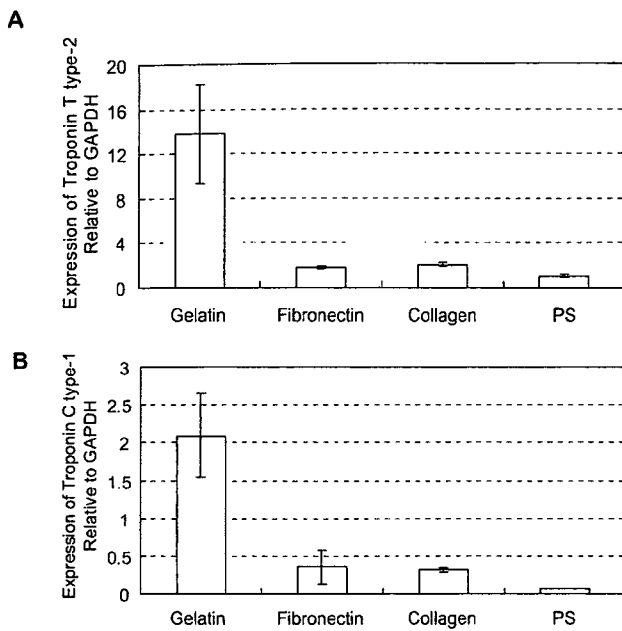 A
Expression of Troponin T type-2
Relative to GAPDH
20
16
12
8
4
0
Gelatin Fibronectin Collagen PS
B
Expression of Troponin C type-1
Relative to GAPDH
3
2.5
2
1.5
1
0.5
0
Gelatin Fibronectin Collagen PS